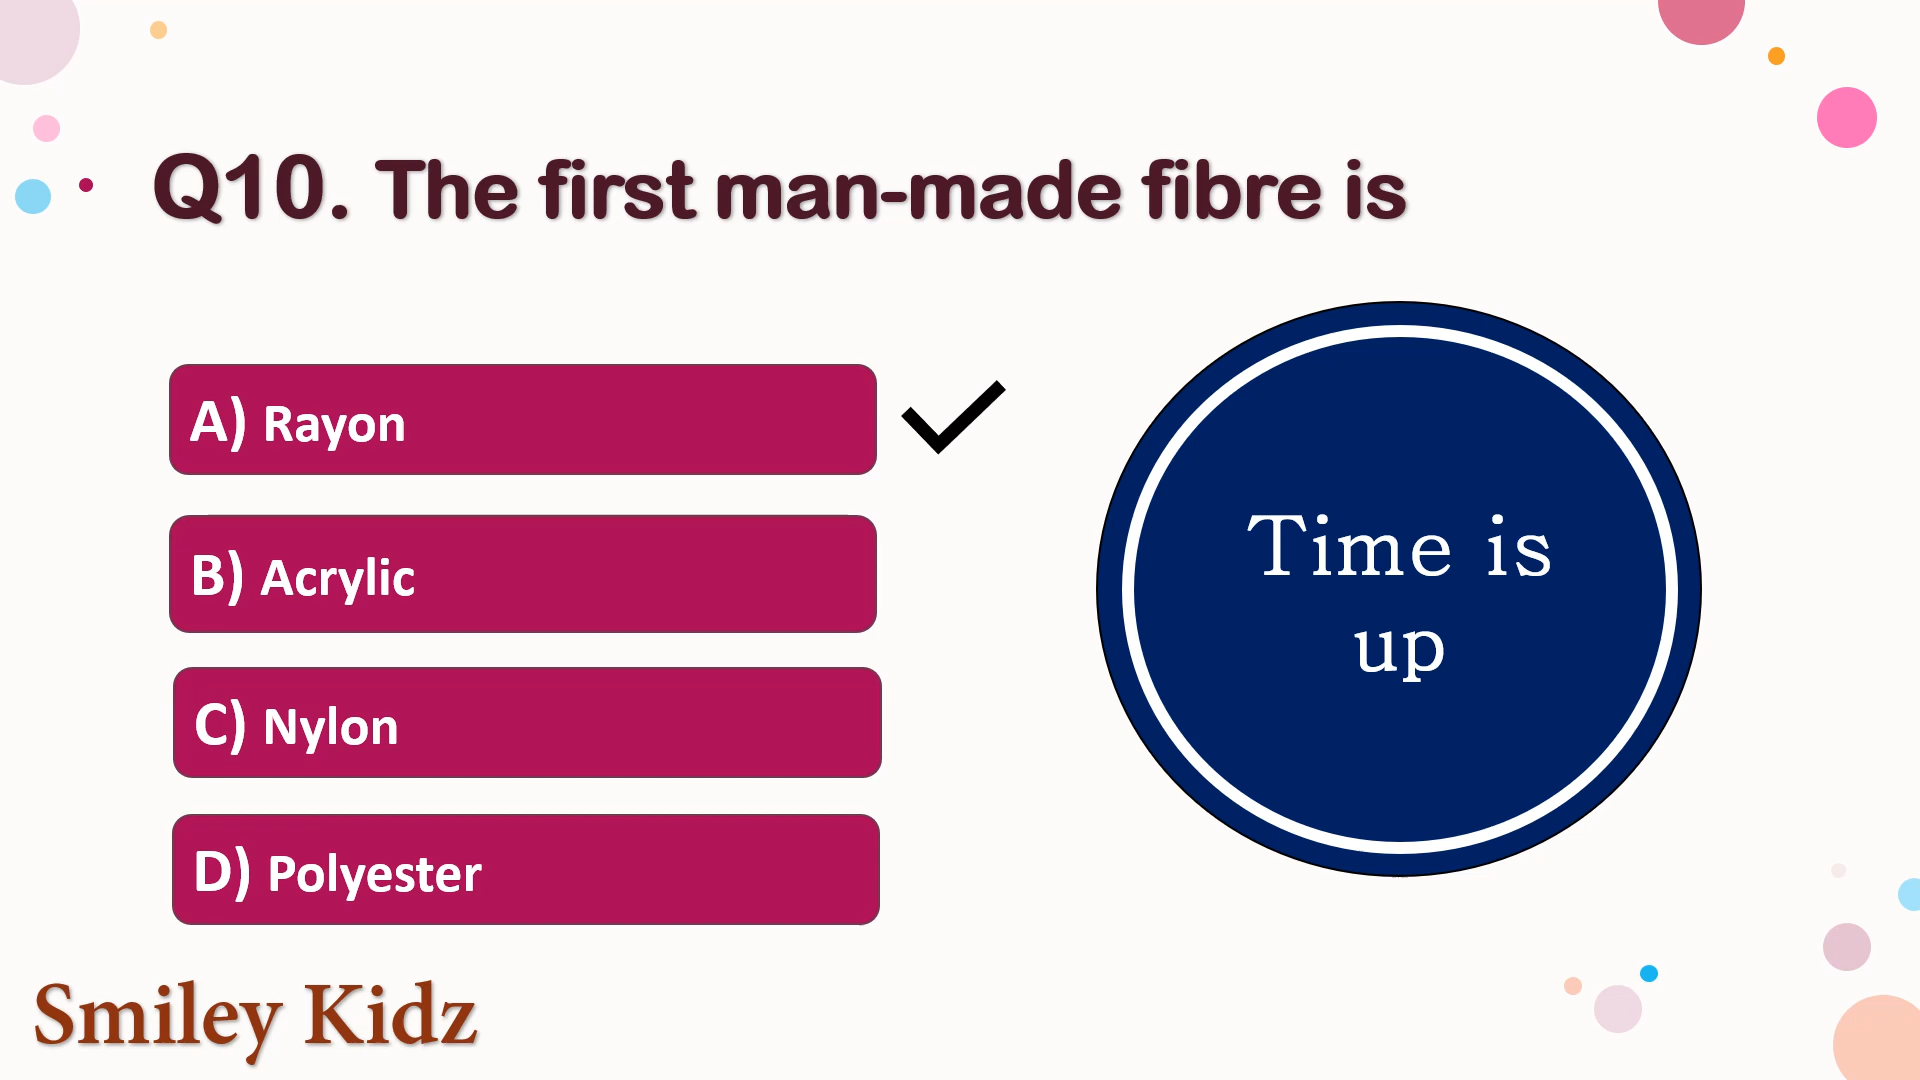 Q10. The first man-made fibre is
A) Rayon
B) Acrylic
C) Nylon
D) Polyester
Time is
up
Smiley Kidz